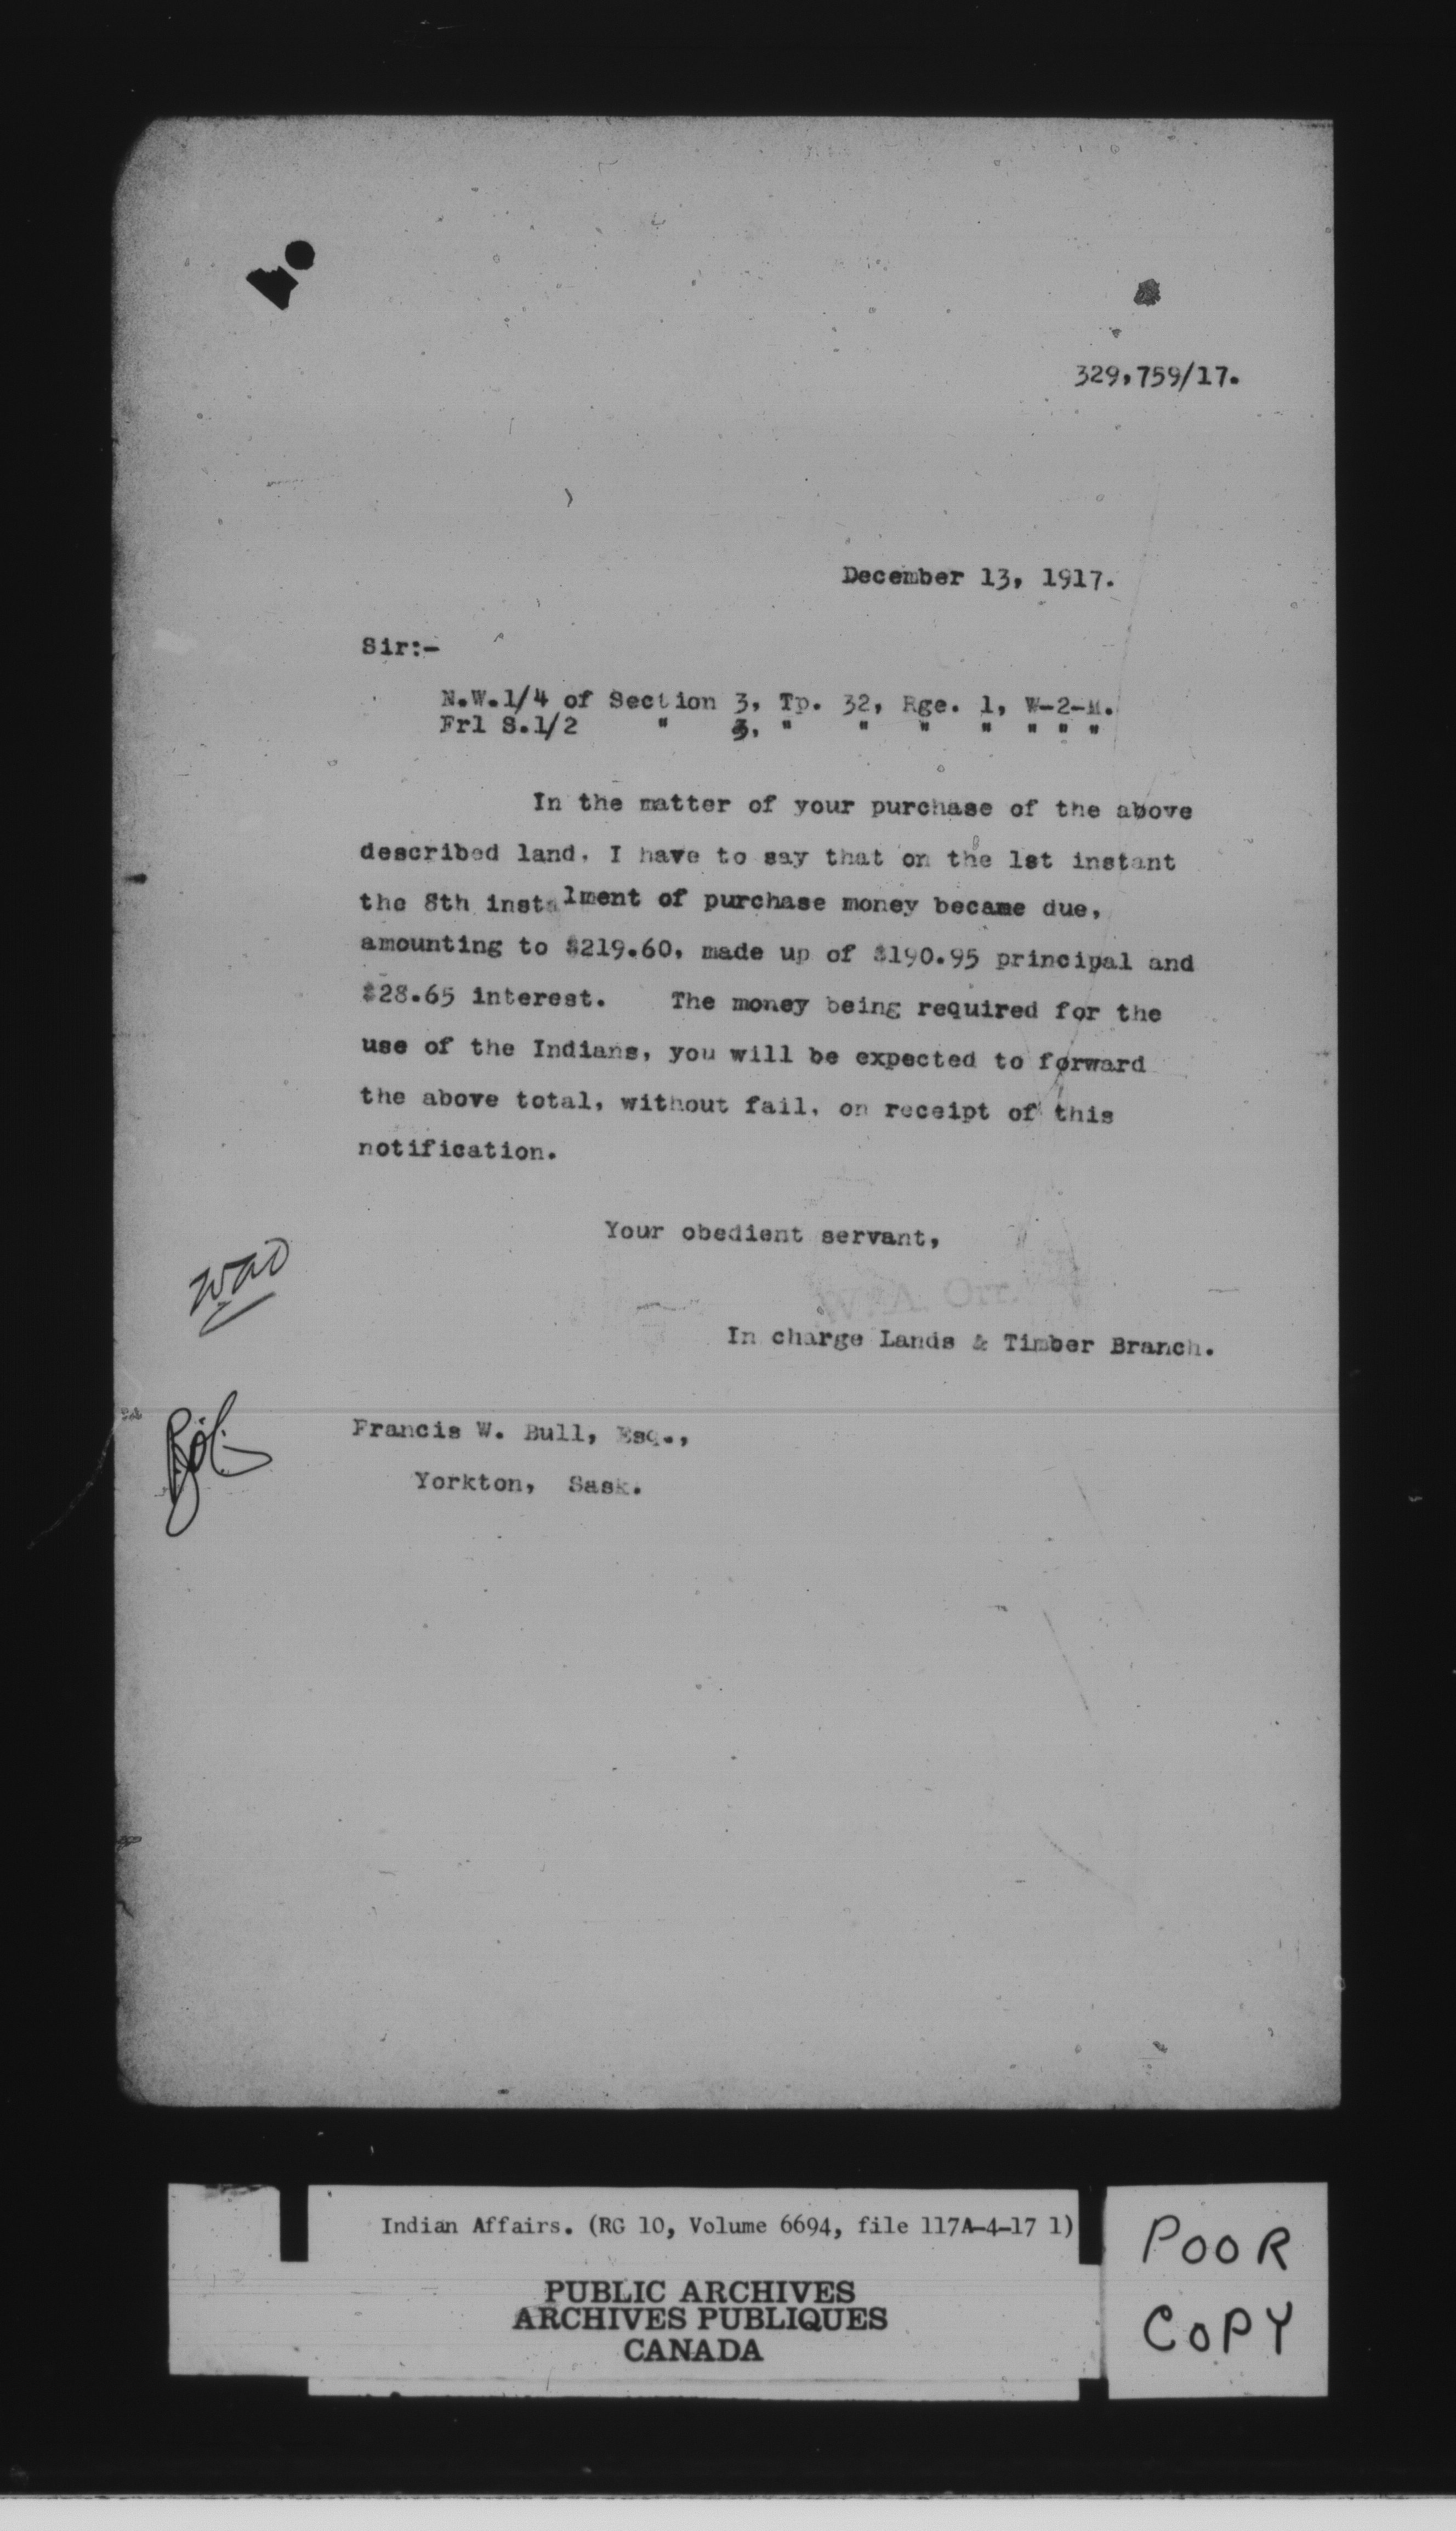 329,759/17.
December 13, 1917.
Sir:-
N.W.1/4 of Section 3, Tp. 32, Rge. 1, W-2-M.
Frl S.1/2 " 3, " " " " " " "
In the matter of your purchase of the above
described land, I have to say that on the 1st instant
the 8th instalment of purchase money became due,
amounting to $219.60, made up of $190.95 principal and
$28.65 interest. The money being required for the
use of the Indians, you will be expected to forward
the above total, without fail, on receipt of this
notification.
Your obedient servant,
W. A. Orr.
In charge Lands & Timber Branch.
WAO
Francis W. Bull, Esq.,
Yorkton, Sask.
Indian Affairs. (RG 10, Volume 6694, file 117A-4-17 1)
PUBLIC ARCHIVES
ARCHIVES PUBLIQUES
CANADA
POOR
COPY